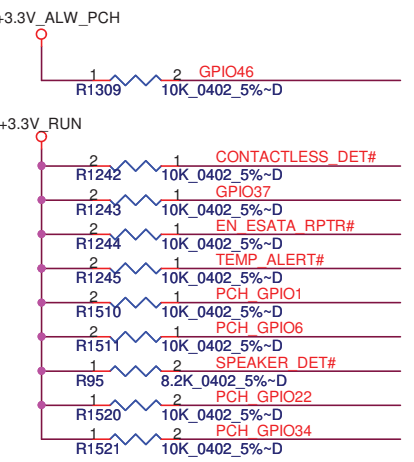 +3.3V_ALW_PCH
1 2 GPIO46
R1309 10K_0402_5%~D
+3.3V_RUN
2 1 CONTACTLESS_DET#
R1242 10K_0402_5%~D
2 1 GPIO37
R1243 10K_0402_5%~D
2 1 EN_ESATA_RPTR#
R1244 10K_0402_5%~D
2 1 TEMP_ALERT#
R1245 10K_0402_5%~D
2 1 PCH_GPIO1
R1510 10K_0402_5%~D
2 1 PCH_GPIO6
R1511 10K_0402_5%~D
1 2 SPEAKER_DET#
R95 8.2K_0402_5%~D
1 2 PCH_GPIO22
R1520 10K_0402_5%~D
1 2 PCH_GPIO34
R1521 10K_0402_5%~D